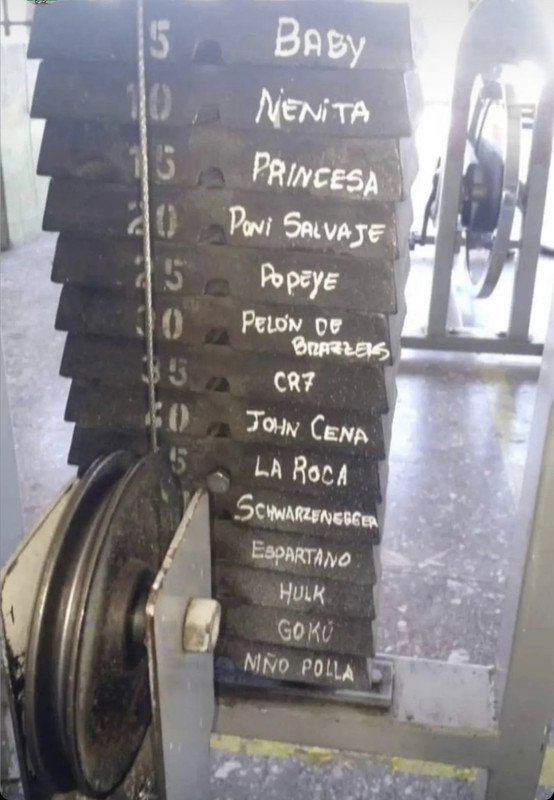 5 BABY
10 NENITA
15 PRINCESA
20 PONI SALVAJE
25 POPEYE
30 PELÓN DE
BRAZZERS
35 CR7
40 JOHN CENA
5 LA ROCA
SCHWARZENEGGER
ESPARTANO
HULK
GOKÚ
NIÑO POLLA